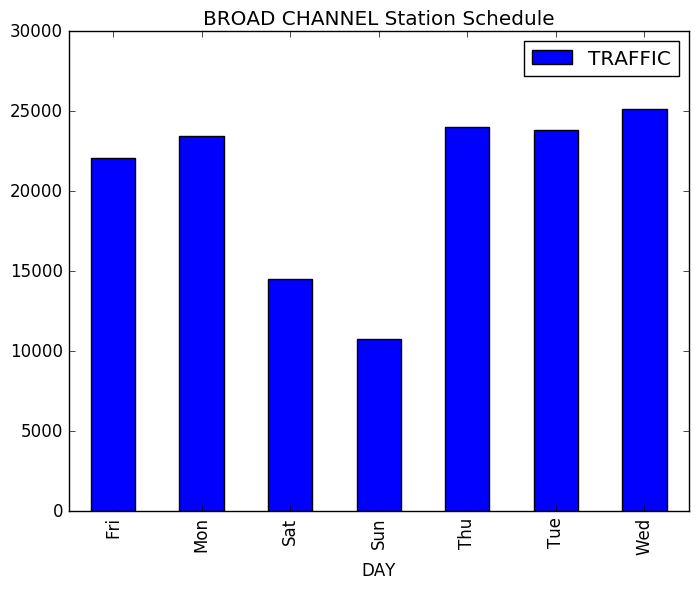 BROAD CHANNEL Station Schedule
30000
25000
20000
15000
10000
5000
0
TRAFFIC
Fri
Mon
Sat
Sun
Thu
Tue
Wed
DAY